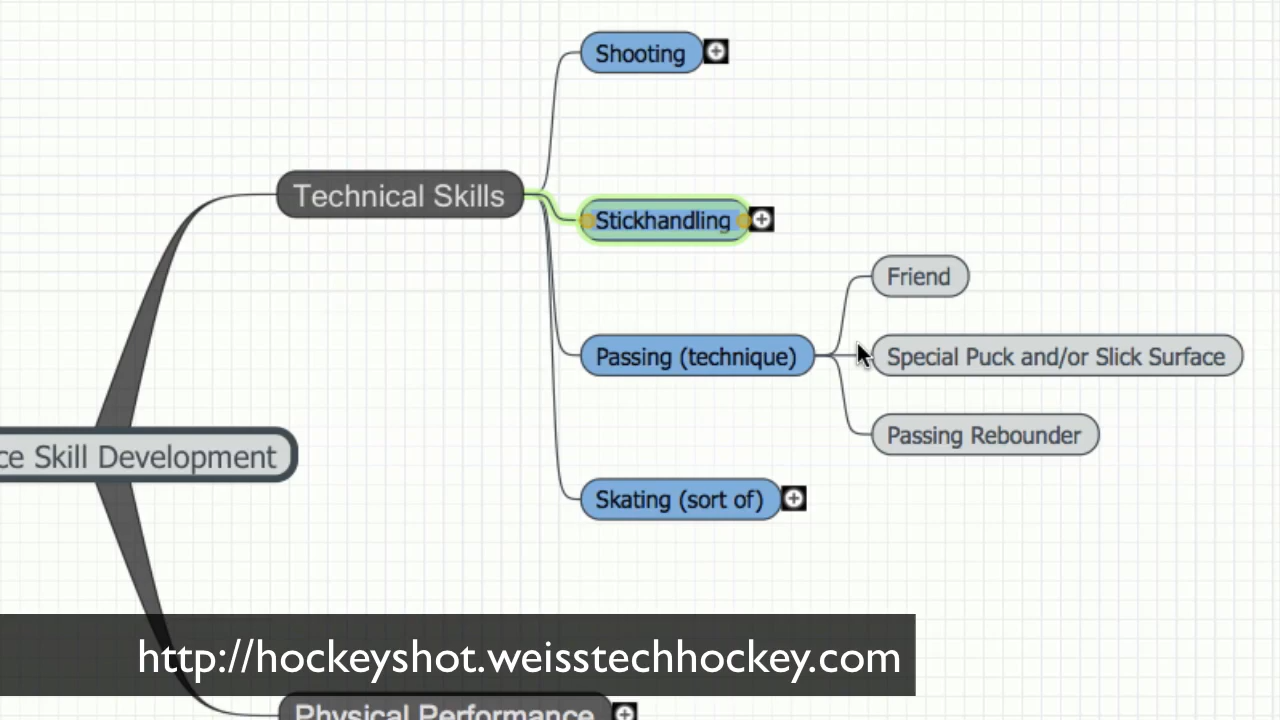 Shooting
Technical Skills
Stickhandling
Friend
Passing (technique)
Special Puck and/or Slick Surface
Passing Rebounder
ce Skill Development
Skating (sort of)
http://hockeyshot.weisstechhockey.com
Physical Performance